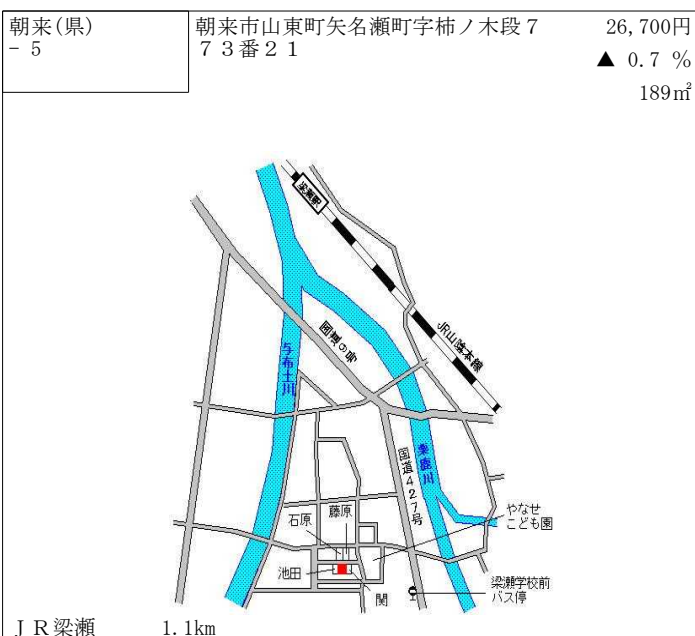 朝来(県)
- 5
朝来市山東町矢名瀬町字柿ノ木段７
７３番２１
26,700円
▲ 0.7 %
189㎡
梁瀬駅
JR山陰本線
国道9号
与布土川
粟鹿川
国道427号
やなせ
こども園
石原
藤原
池田
関
梁瀬学校前
バス停
ＪＲ梁瀬 1.1km